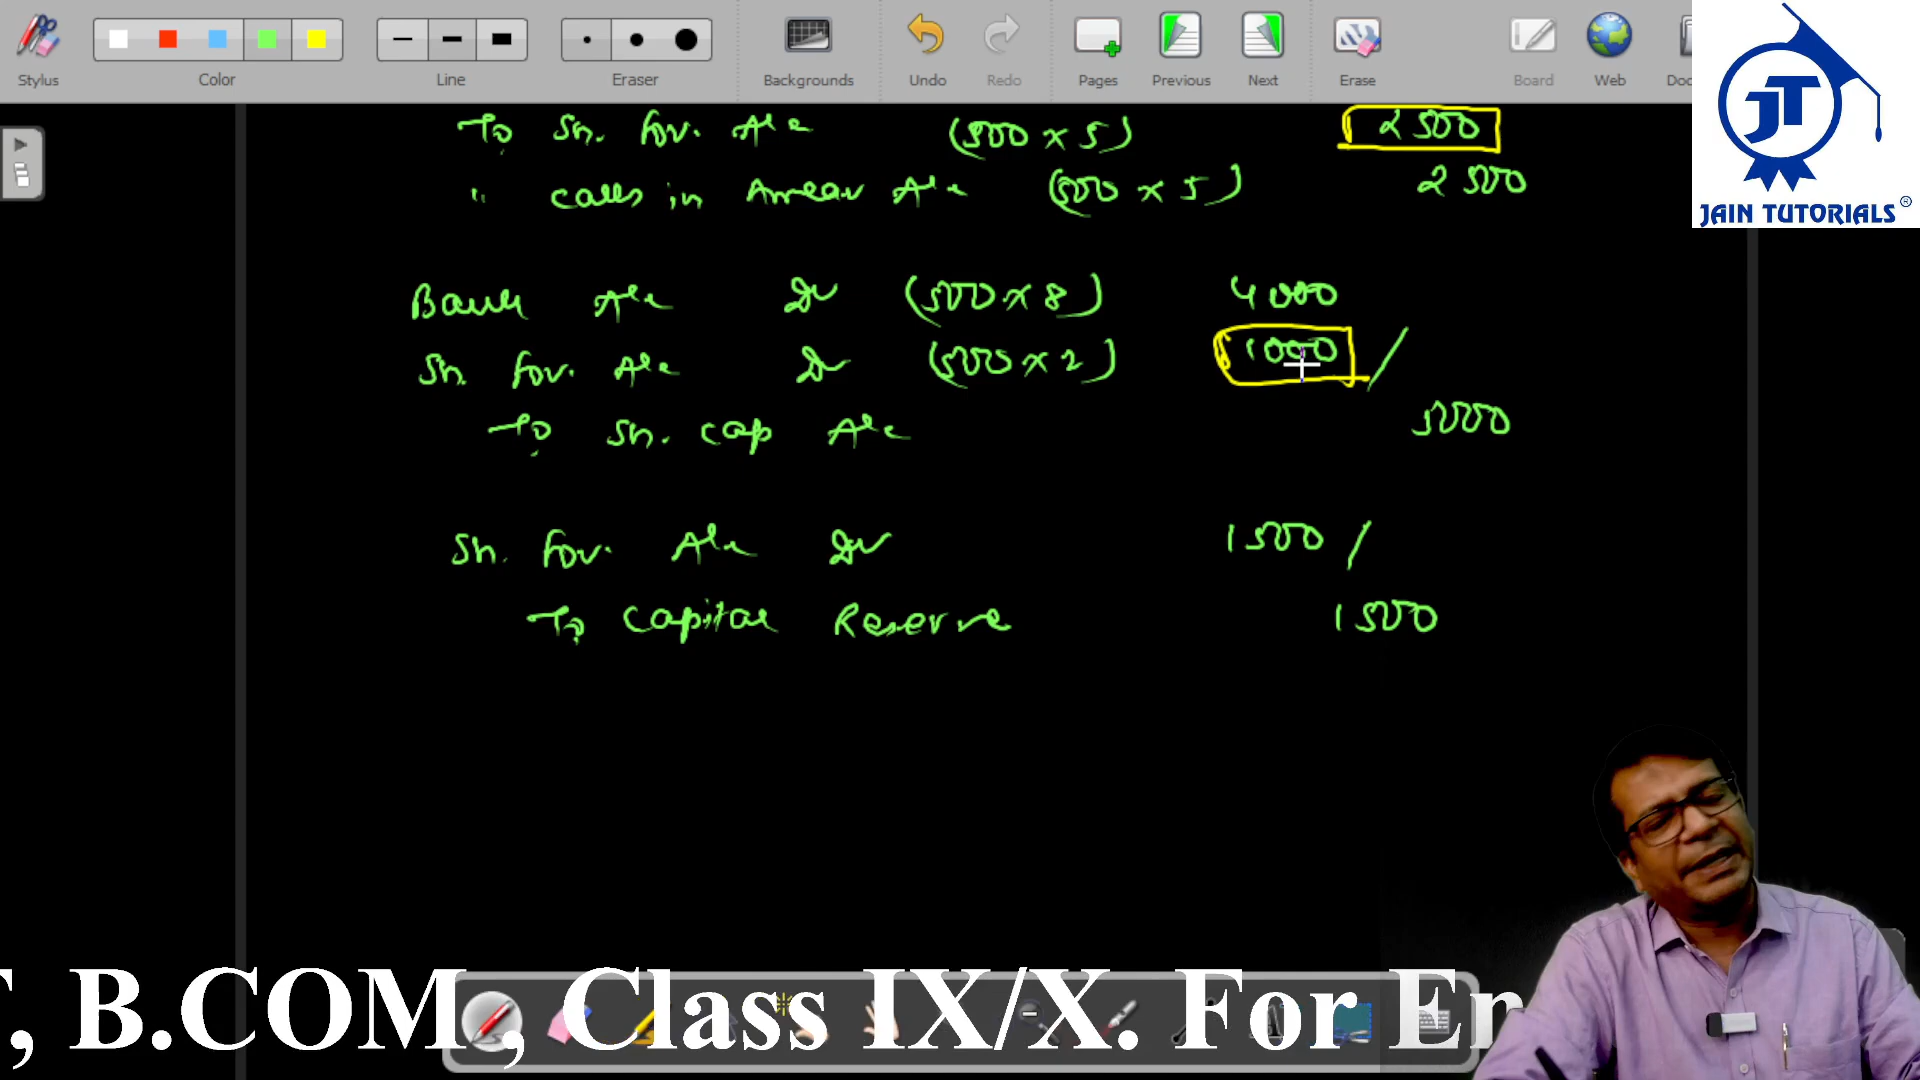 Stylus
Color
Line
Eraser
Backgrounds
Undo
Redo
Pages
Previous
Next
Erase
Board
Web
Doc
JT
JAIN TUTORIALS®
To Sh. For. A/c (500 x 5) 2500
" calls in Arrear A/c (500 x 5) 2500
Bank A/c Dr (500 x 8) 4000
Sh. For. A/c Dr (500 x 2) 1000 /
To Sh. Cap A/c 5000
Sh. For. A/c Dr 1500 /
To Capital Reserve 1500
, B.COM , Class IX/X. For En